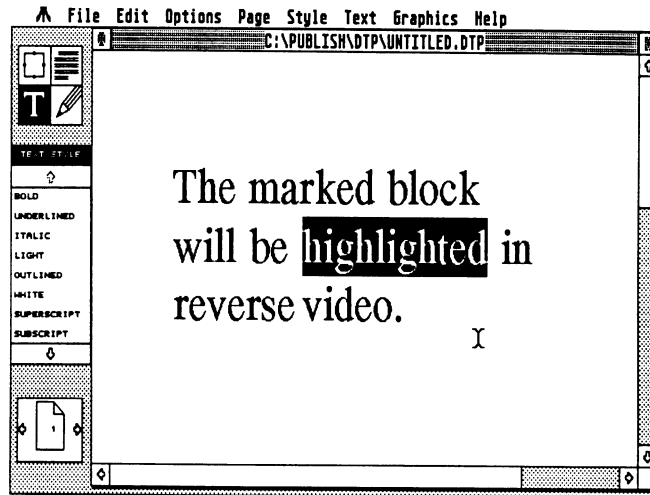 File Edit Options Page Style Text Graphics Help
C:\PUBLISH\DTP\UNTITLED.DTP
T
TEXT STYLE
BOLD
UNDERLINED
ITALIC
LIGHT
OUTLINED
WHITE
SUPERSCRIPT
SUBSCRIPT
1
The marked block
will be highlighted in
reverse video.